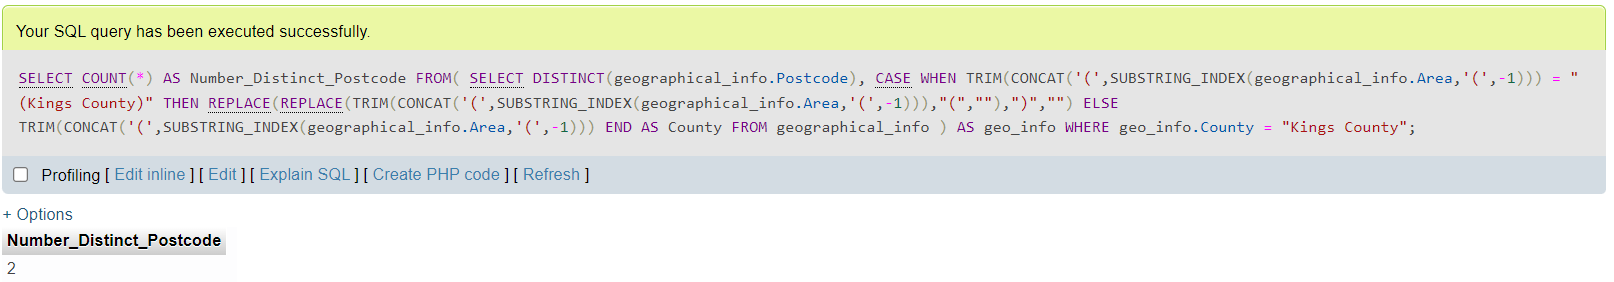 Your SQL query has been executed successfully.
SELECT COUNT(*) AS Number_Distinct_Postcode FROM( SELECT DISTINCT(geographical_info.Postcode), CASE WHEN TRIM(CONCAT('(',SUBSTRING_INDEX(geographical_info.Area,'(',-1))) = "
(Kings County)" THEN REPLACE(REPLACE(TRIM(CONCAT('(',SUBSTRING_INDEX(geographical_info.Area,'(',-1))),"(",""),")","") ELSE
TRIM(CONCAT('(',SUBSTRING_INDEX(geographical_info.Area,'(',-1))) END AS County FROM geographical_info ) AS geo_info WHERE geo_info.County = "Kings County";
Profiling [ Edit inline ] [ Edit ] [ Explain SQL ] [ Create PHP code ] [ Refresh ]
+ Options
Number_Distinct_Postcode
2